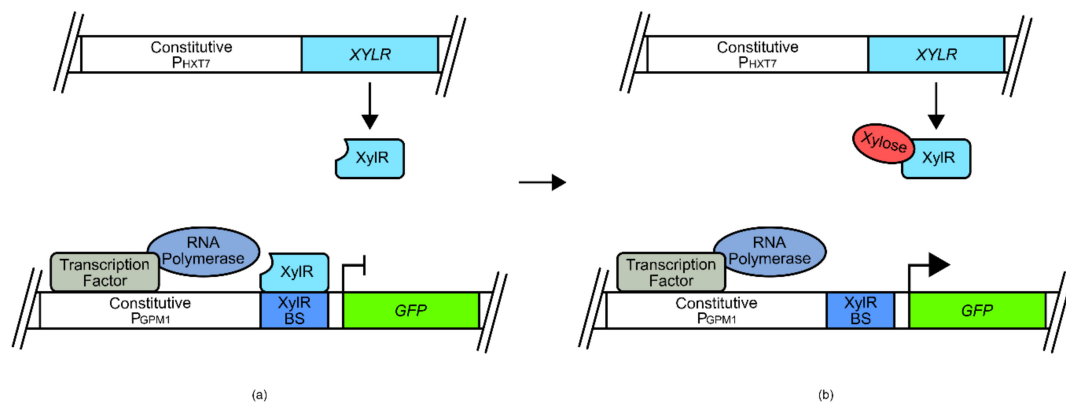 Constitutive
PHXT7
XYLR
XylR
RNA
Polymerase
Transcription
Factor
XylR
Constitutive
PGPM1
XylR
BS
GFP
(a)
Constitutive
PHXT7
XYLR
Xylose
XylR
RNA
Polymerase
Transcription
Factor
Constitutive
PGPM1
XylR
BS
GFP
(b)